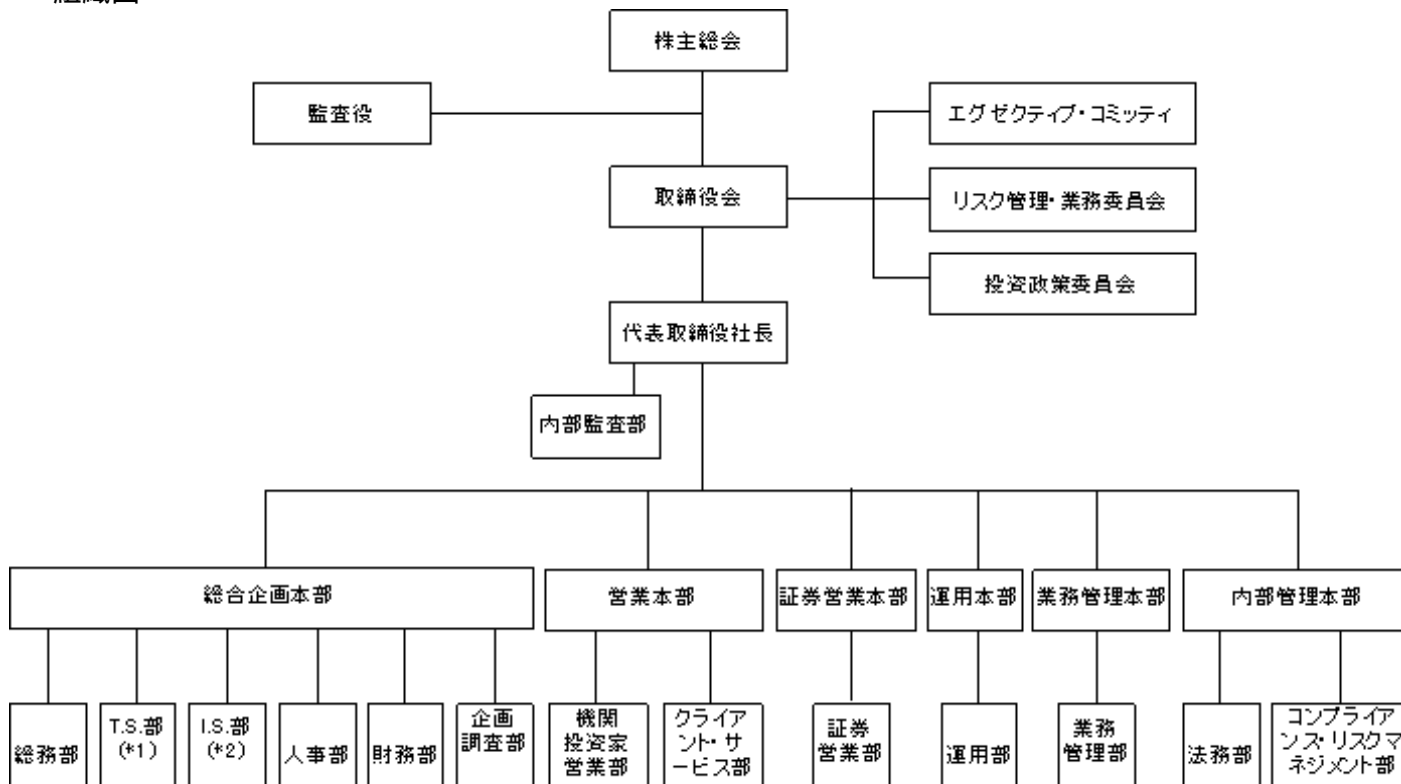 株主総会
監査役
エグゼクティブ・コミッティ
取締役会
リスク管理・業務委員会
投資政策委員会
代表取締役社長
内部監査部
総合企画本部
営業本部
証券営業本部
運用本部
業務管理本部
内部管理本部
総務部
T.S.部
(*1)
I.S.部
(*2)
人事部
財務部
企画
調査部
機関
投資家
営業部
クライア
ント・サ
ービス部
証券
営業部
運用部
業務
管理部
法務部
コンプライア
ンス・リスクマ
ネジメント部